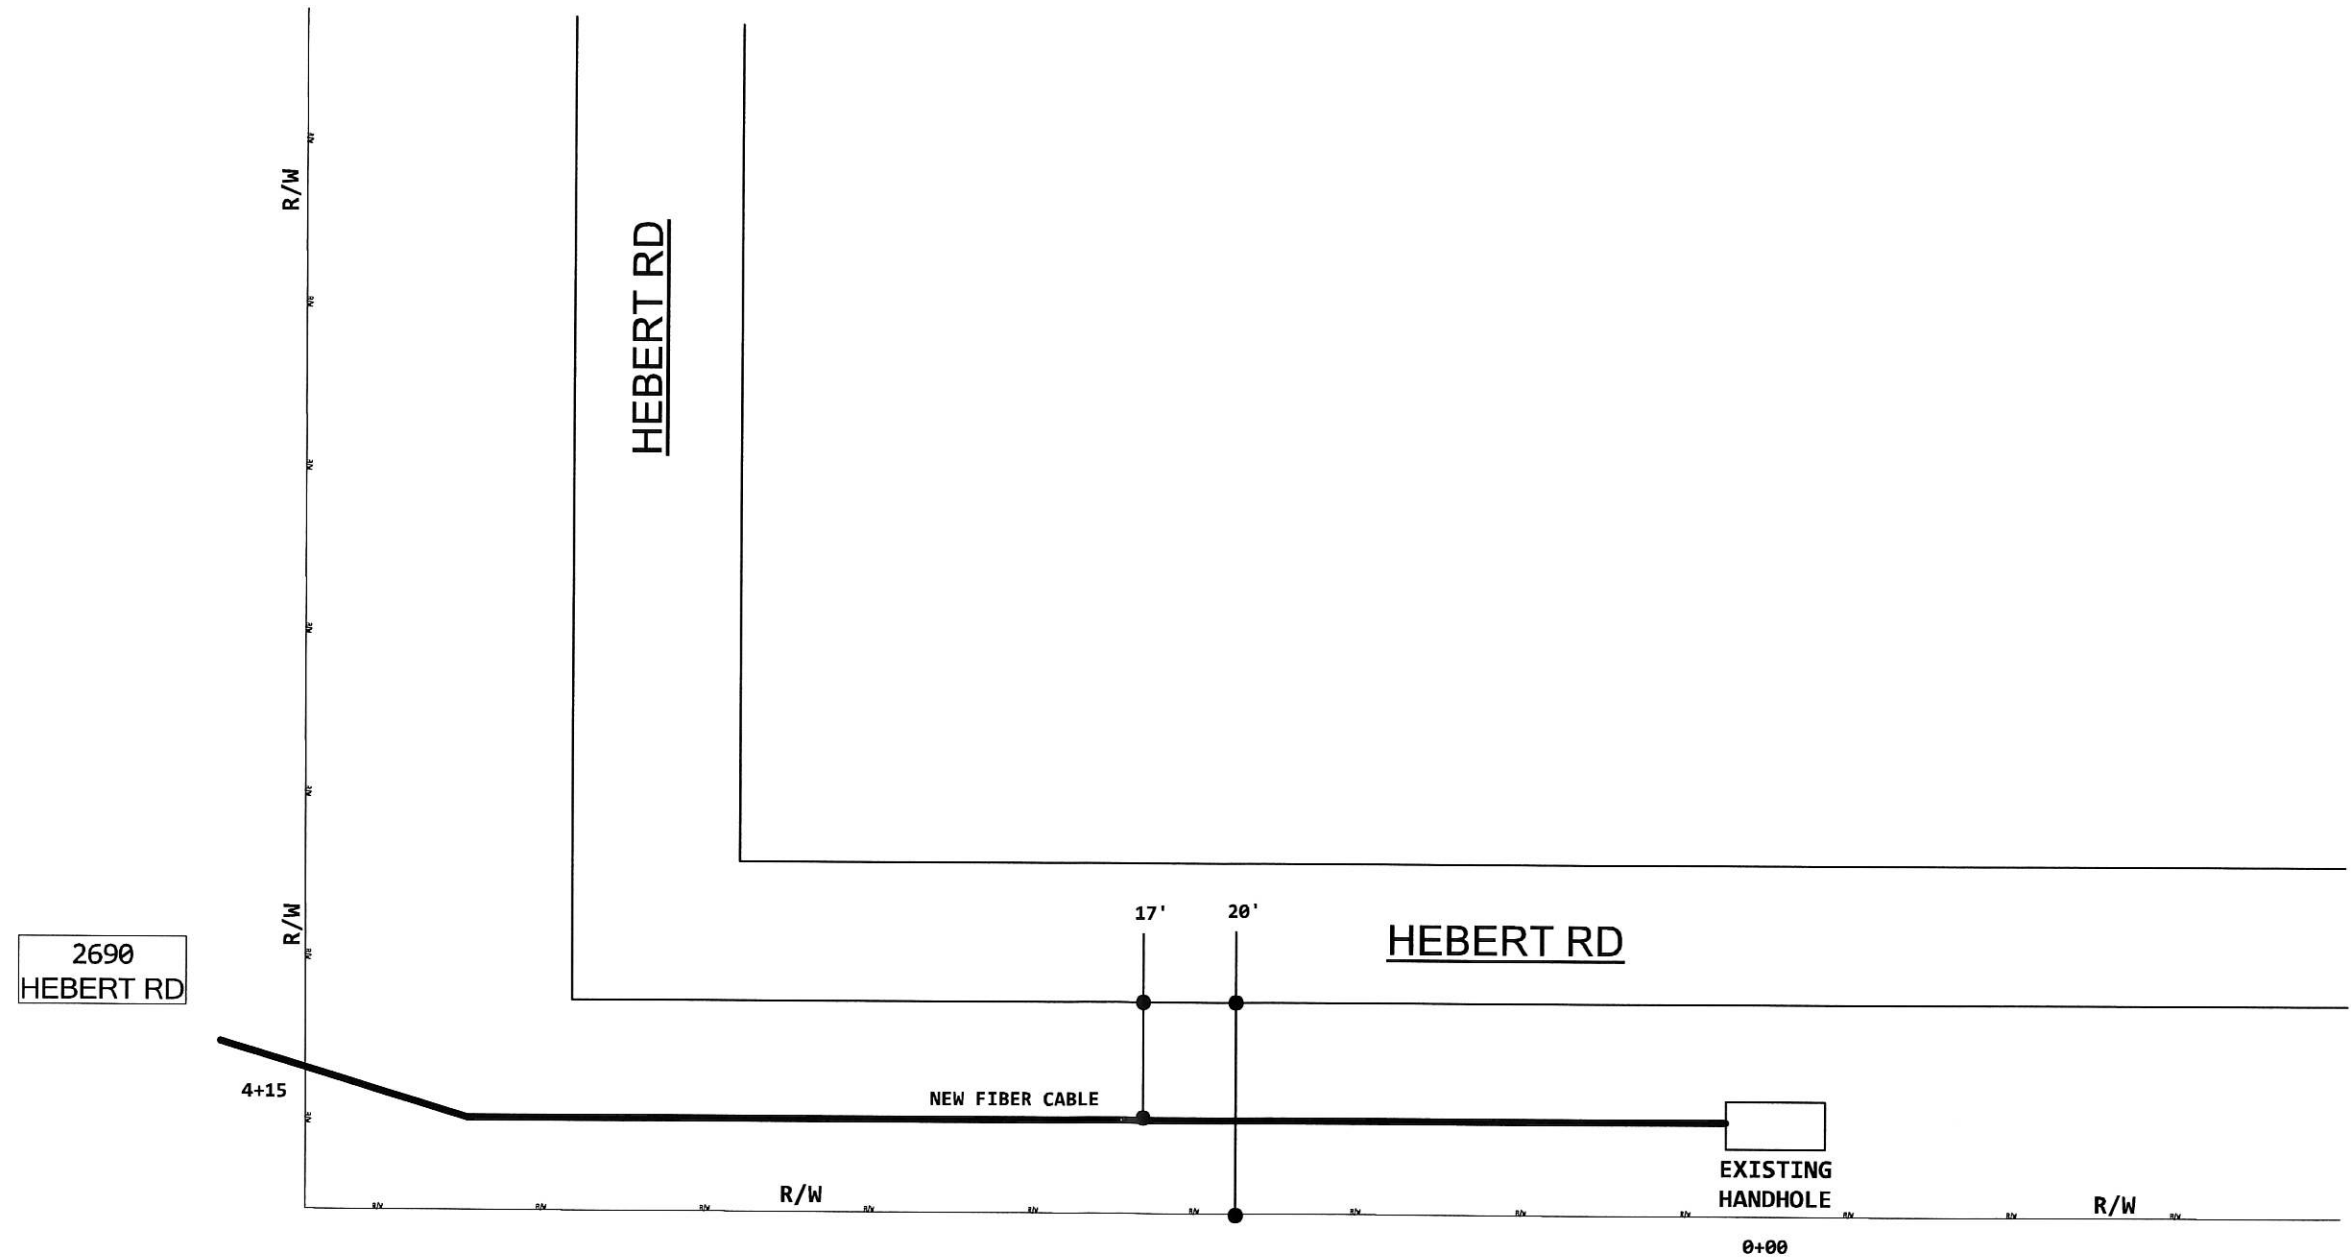 R/W
HEBERT RD
R/W
2690
HEBERT RD
17'
20'
HEBERT RD
4+15
NEW FIBER CABLE
R/W
EXISTING
HANDHOLE
R/W
0+00